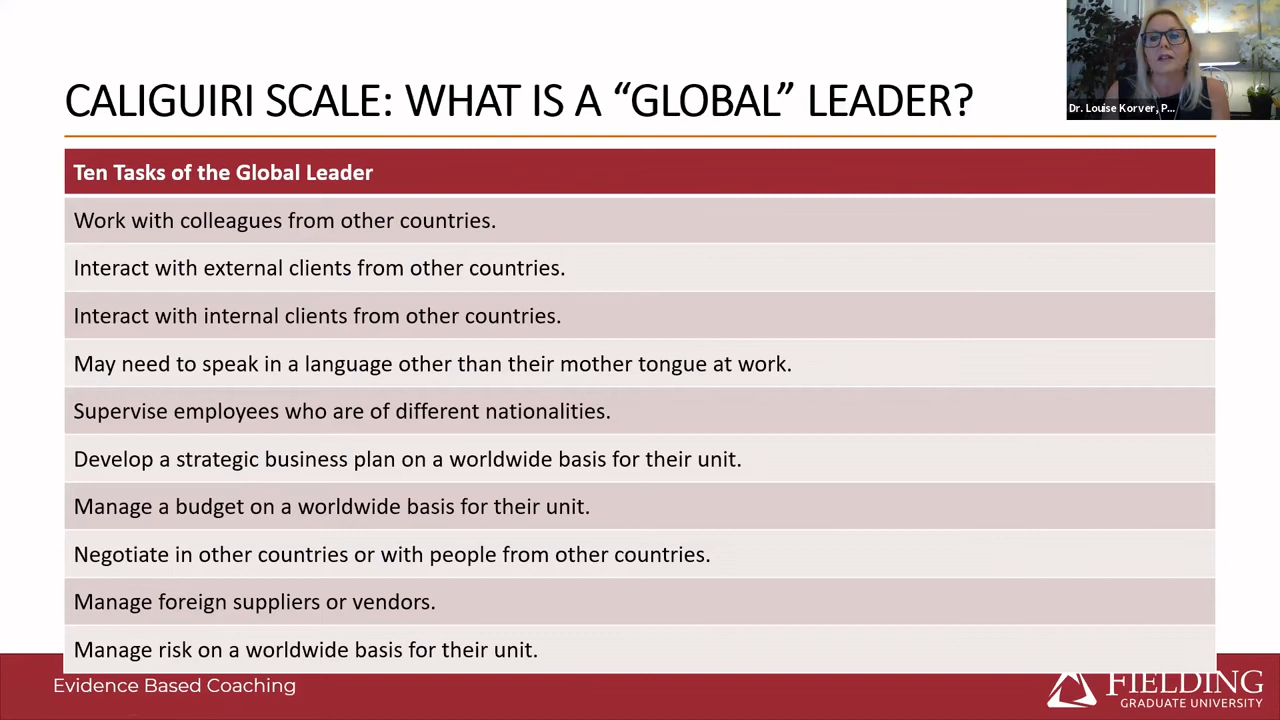 Dr. Louise Korver, P...
CALIGUIRI SCALE: WHAT IS A “GLOBAL” LEADER?
Ten Tasks of the Global Leader
Work with colleagues from other countries.
Interact with external clients from other countries.
Interact with internal clients from other countries.
May need to speak in a language other than their mother tongue at work.
Supervise employees who are of different nationalities.
Develop a strategic business plan on a worldwide basis for their unit.
Manage a budget on a worldwide basis for their unit.
Negotiate in other countries or with people from other countries.
Manage foreign suppliers or vendors.
Manage risk on a worldwide basis for their unit.
Evidence Based Coaching
FIELDING
GRADUATE UNIVERSITY